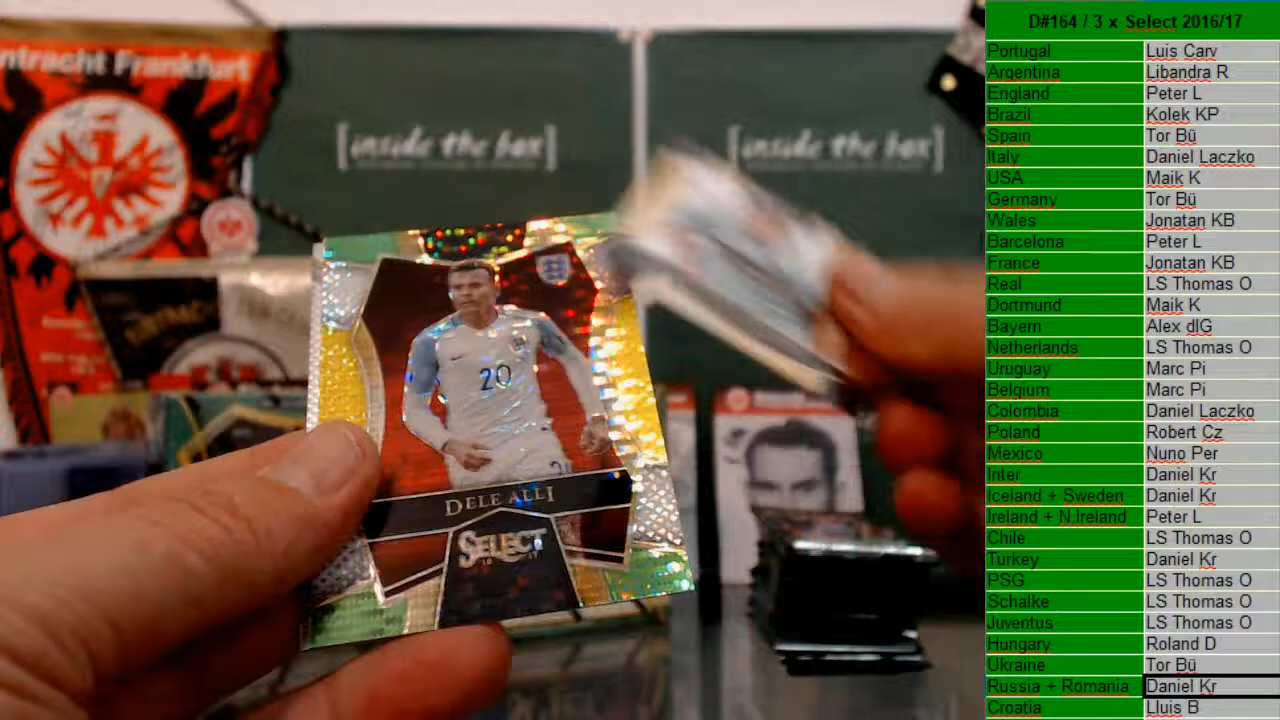 ntracht Frankfurt
[inside the box]
[inside the box]
20
DELE ALLI
SELECT
D#164 / 3 x Select 2016/17
Portugal Luis Carv
Argentina Libandra R
England Peter L
Brazil Kolek KP
Spain Tor Bü
Italy Daniel Laczko
USA Maik K
Germany Tor Bü
Wales Jonatan KB
Barcelona Peter L
France Jonatan KB
Real LS Thomas O
Dortmund Maik K
Bayern Alex dlG
Netherlands LS Thomas O
Uruguay Marc Pi
Belgium Marc Pi
Colombia Daniel Laczko
Poland Robert Cz
Mexico Nuno Per
Inter Daniel Kr
Iceland + Sweden Daniel Kr
Ireland + N.Ireland Peter L
Chile LS Thomas O
Turkey Daniel Kr
PSG LS Thomas O
Schalke LS Thomas O
Juventus LS Thomas O
Hungary Roland D
Ukraine Tor Bü
Russia + Romania Daniel Kr
Croatia Lluis B